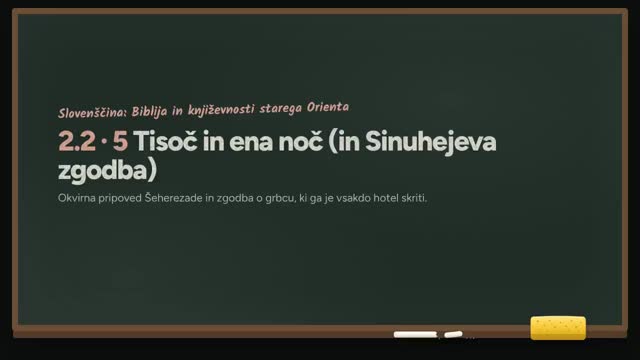 Slovenščina: Biblija in književnosti starega Orienta
2.2 · 5 Tisoč in ena noč (in Sinuhejeva
zgodba)
Okvirna pripoved Šeherezade in zgodba o grbcu, ki ga je vsakdo hotel skriti.